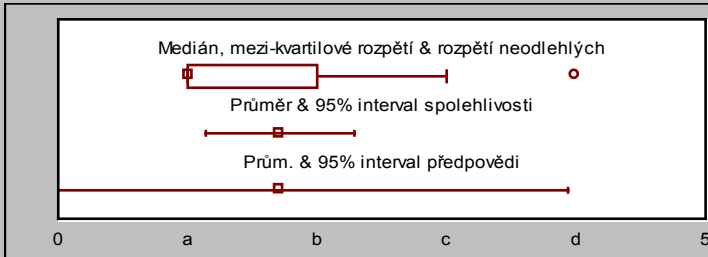 Medián, mezi-kvartilové rozpětí & rozpětí neodlehlých
Průměr & 95% interval spolehlivosti
Prům. & 95% interval předpovědi
0 a b c d 5